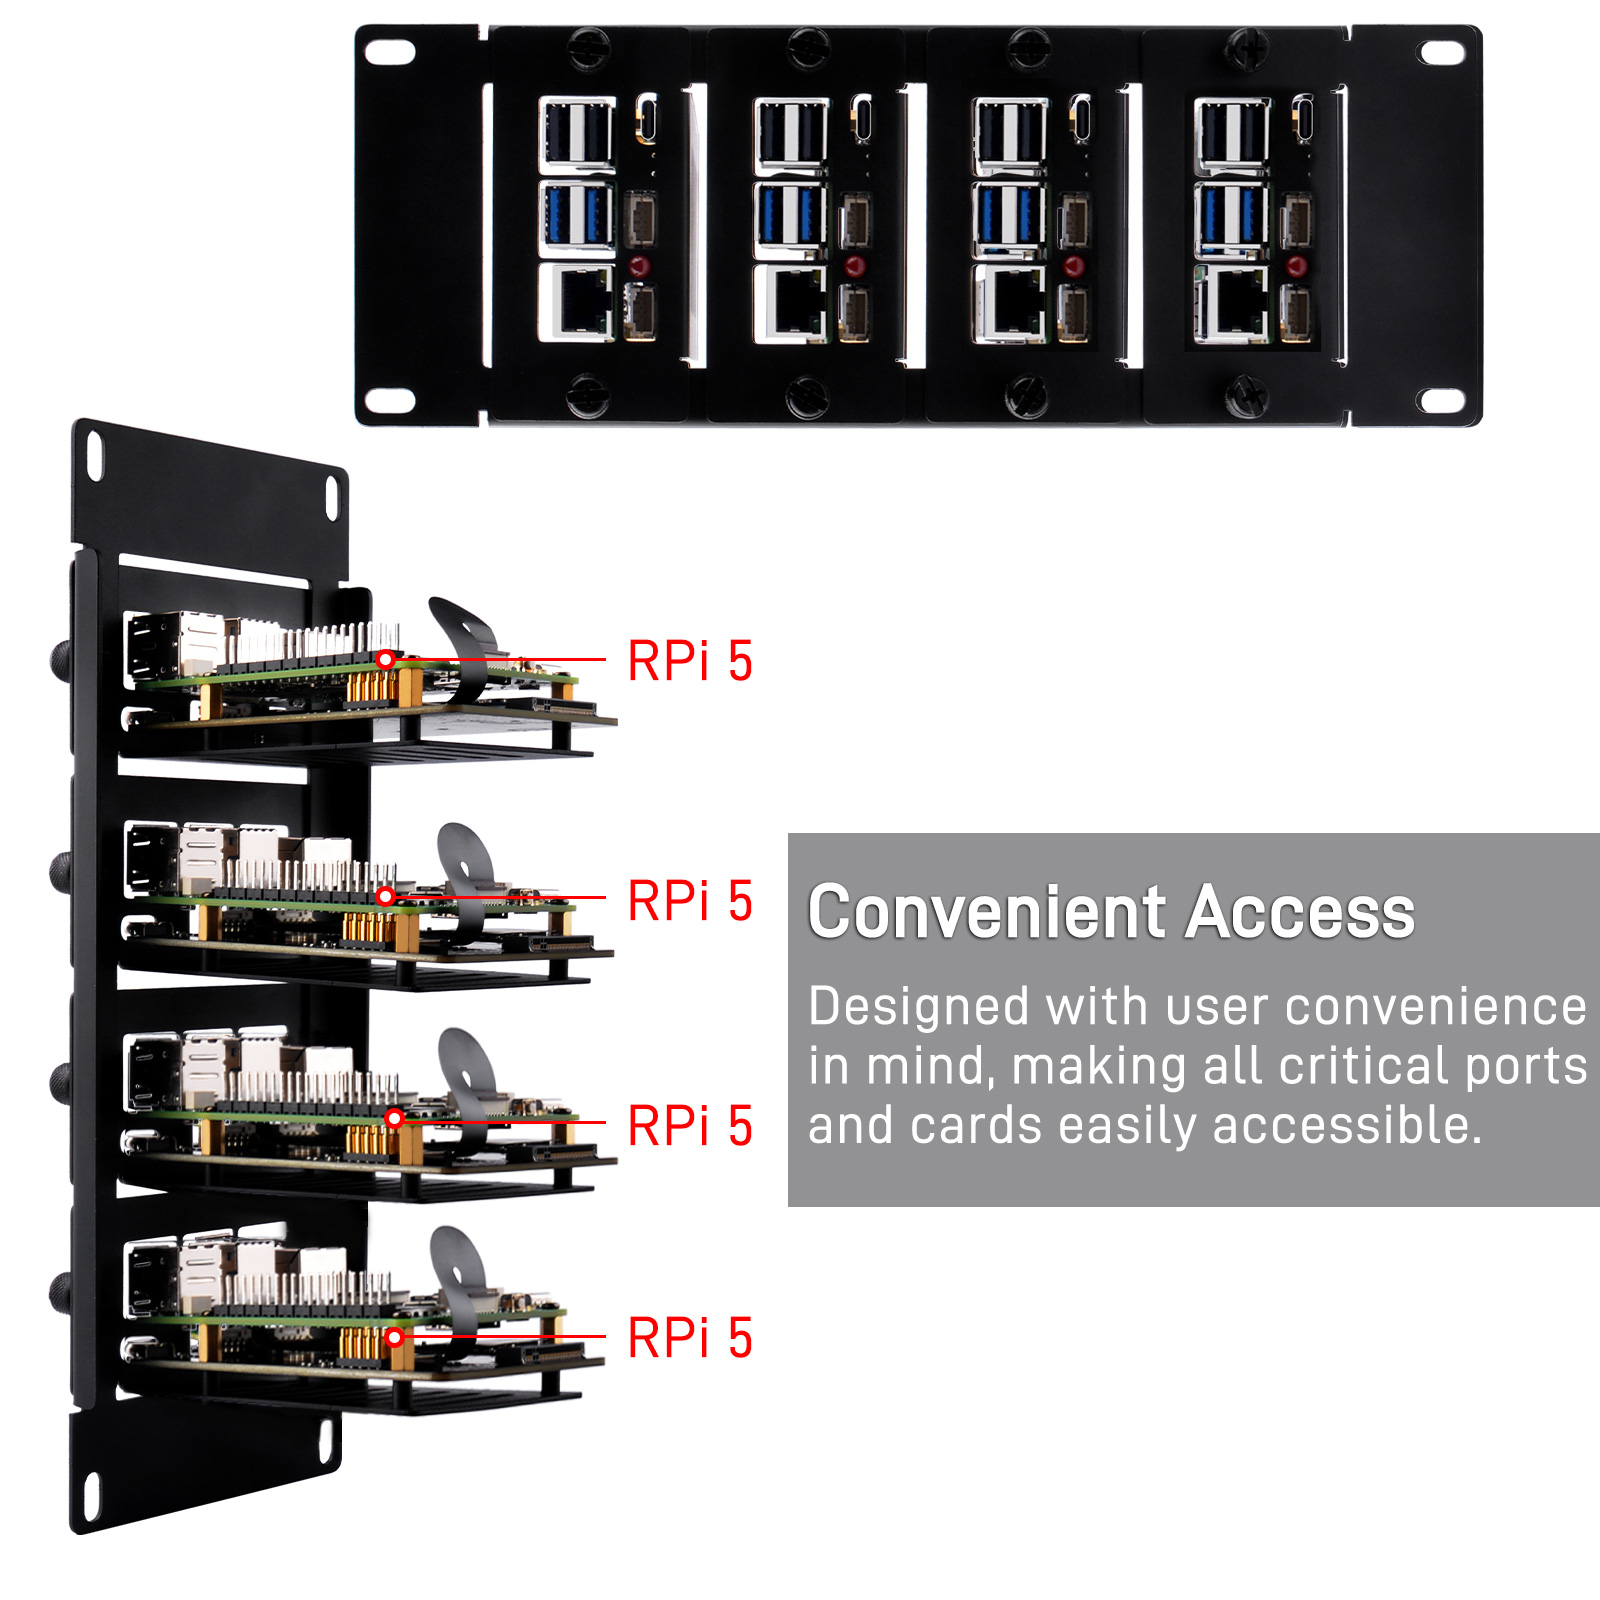 RPi 5
RPi 5
Convenient Access
Designed with user convenience
in mind, making all critical ports
and cards easily accessible.
RPi 5
RPi 5